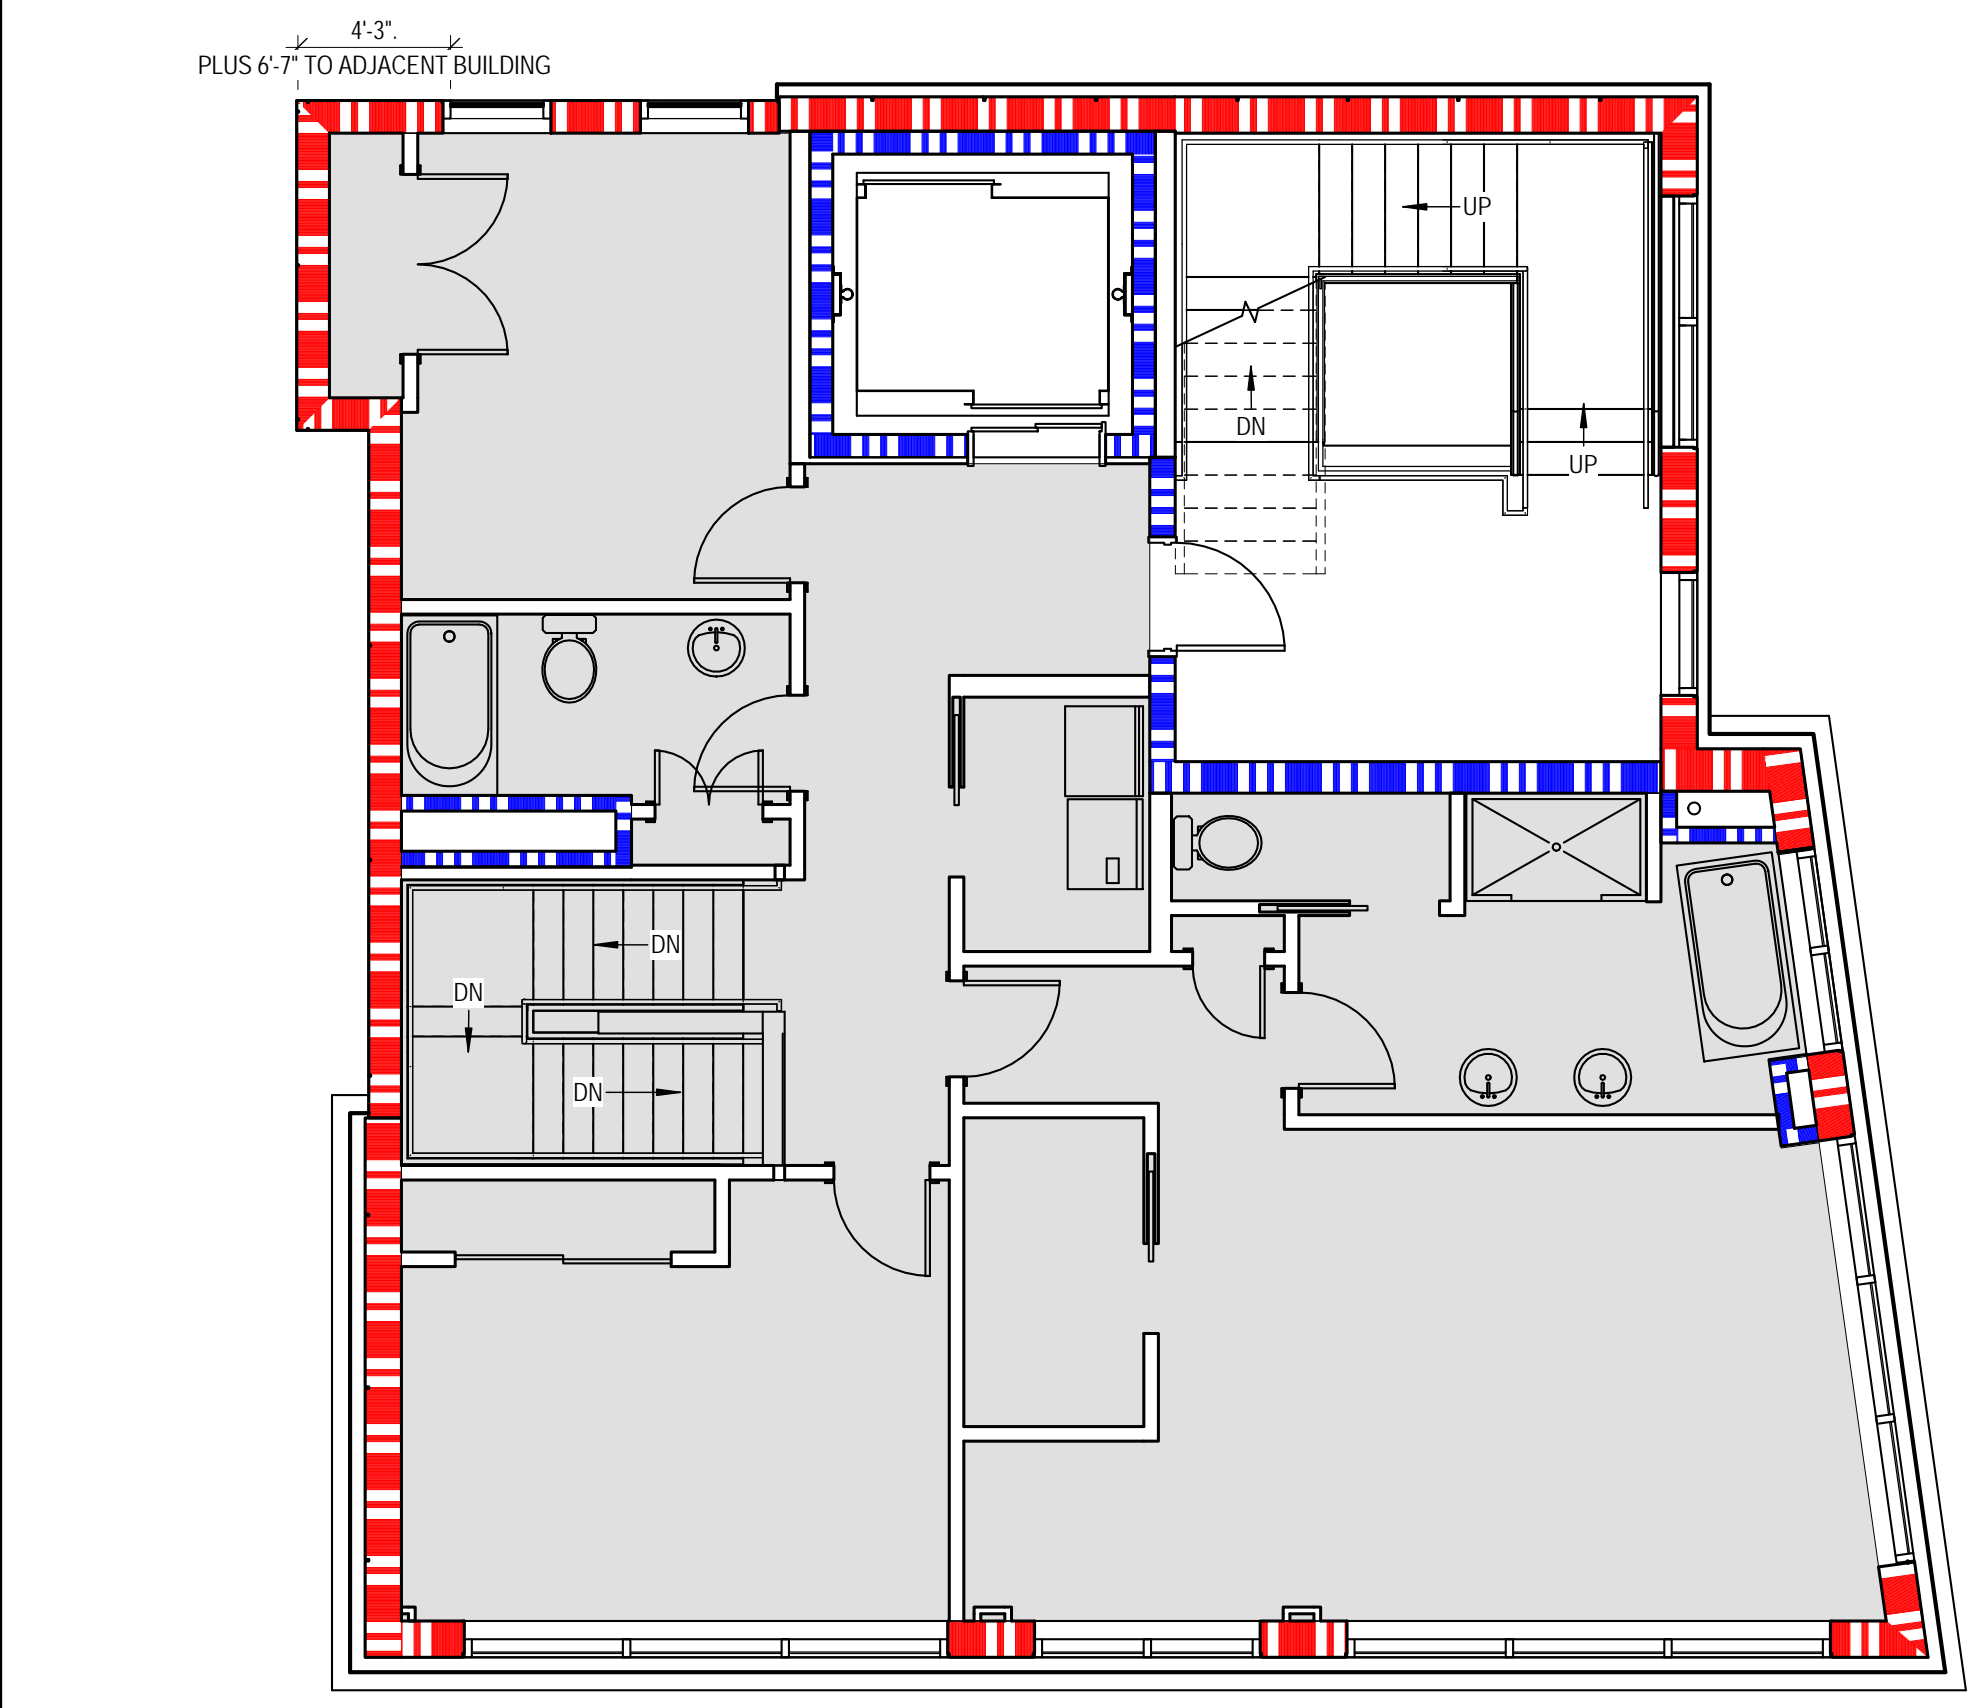 4'-3".
PLUS 6'-7" TO ADJACENT BUILDING
UP
DN
UP
DN
DN
DN